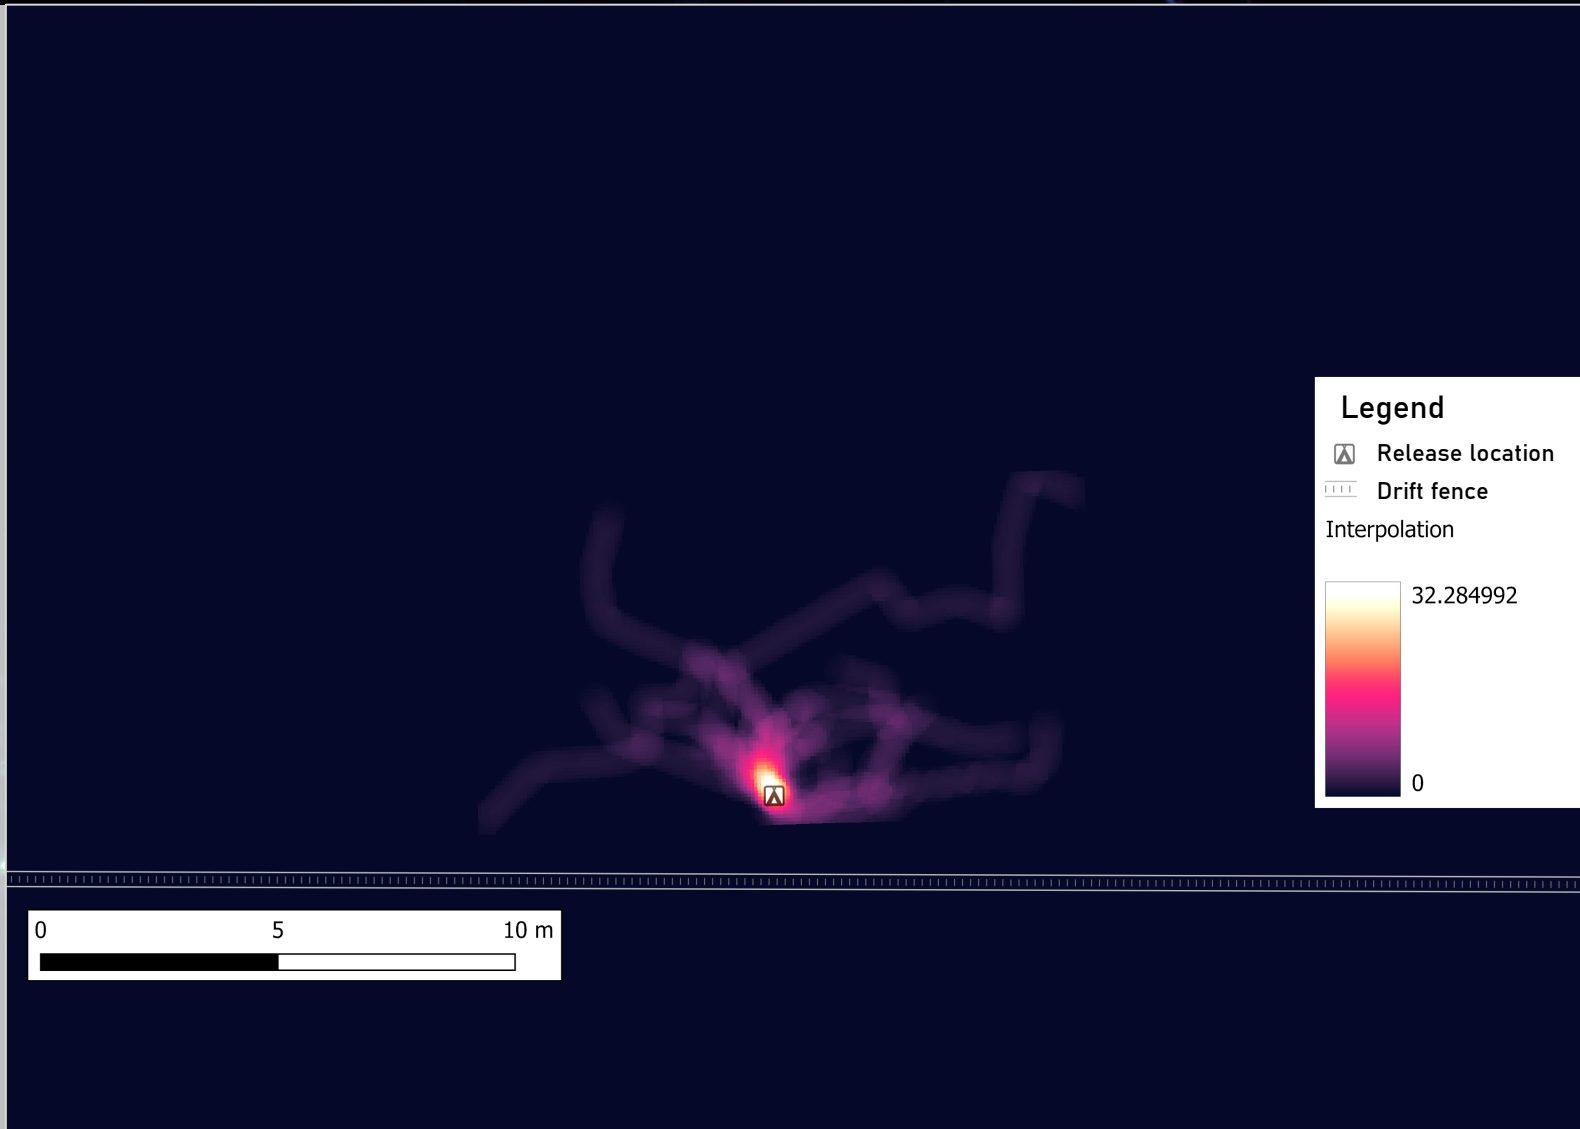 Legend
Release location
Drift fence
Interpolation
32.284992
0
0 5 10 m